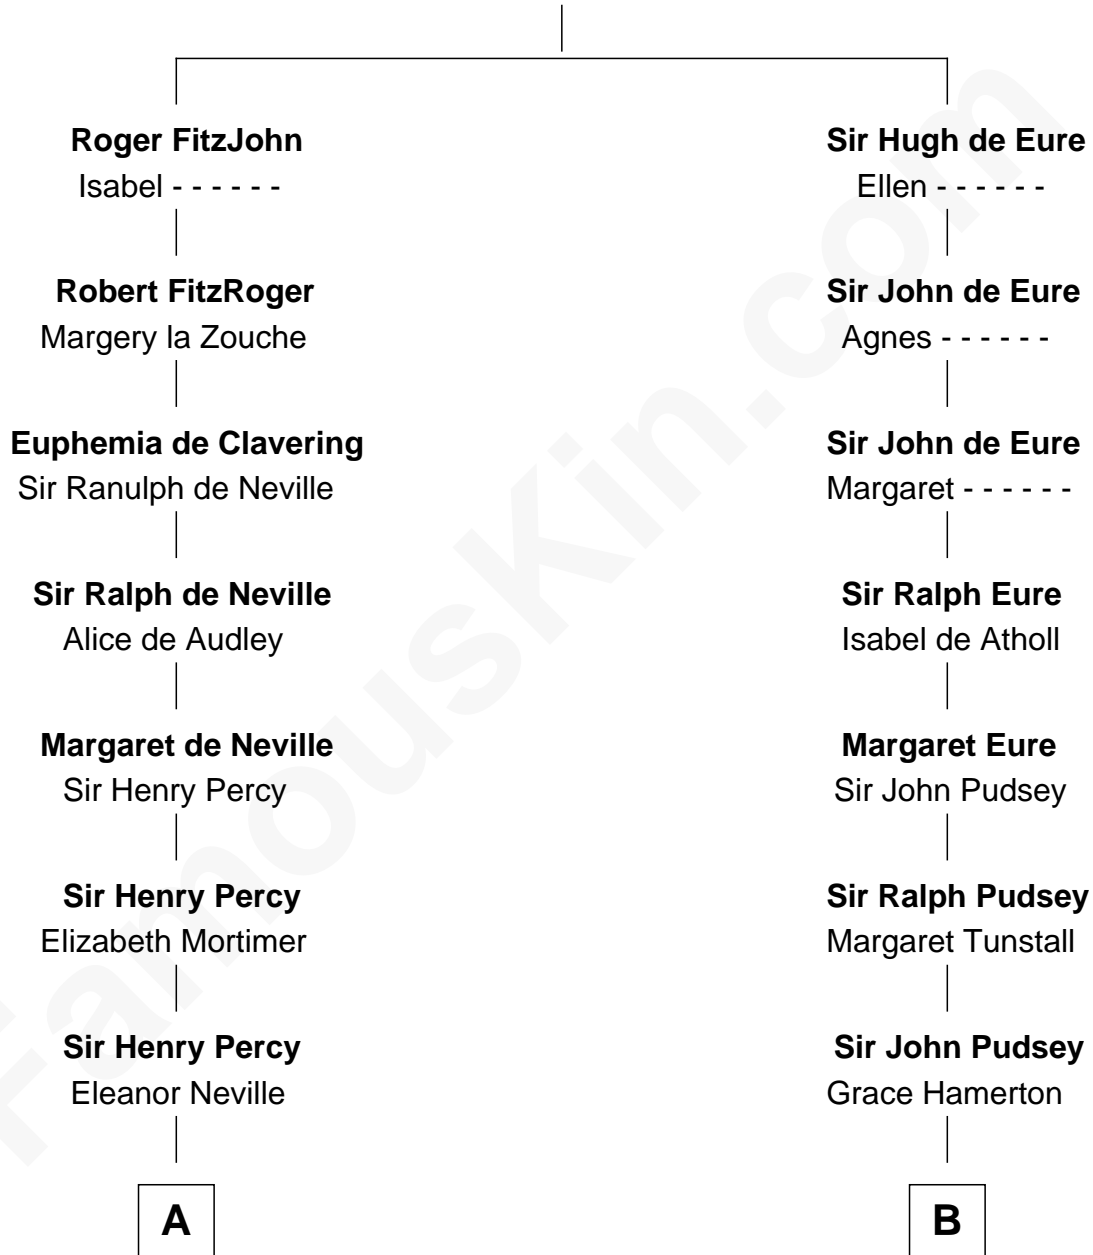 Roger FitzJohn
Isabel - - - - - -
Robert FitzRoger
Margery la Zouche
Euphemia de Clavering
Sir Ranulph de Neville
Sir Ralph de Neville
Alice de Audley
Margaret de Neville
Sir Henry Percy
Sir Henry Percy
Elizabeth Mortimer
Sir Henry Percy
Eleanor Neville
A
Sir Hugh de Eure
Ellen - - - - - -
Sir John de Eure
Agnes - - - - - -
Sir John de Eure
Margaret - - - - - -
Sir Ralph Eure
Isabel de Atholl
Margaret Eure
Sir John Pudsey
Sir Ralph Pudsey
Margaret Tunstall
Sir John Pudsey
Grace Hamerton
B
FamousKin.com